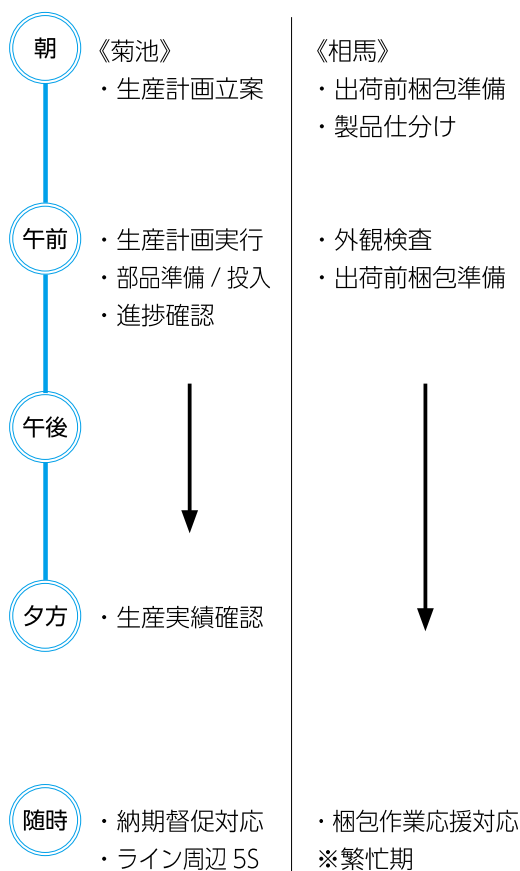 朝
《菊池》
・生産計画立案
《相馬》
・出荷前梱包準備
・製品仕分け
午前
・生産計画実行
・部品準備 / 投入
・進捗確認
・外観検査
・出荷前梱包準備
午後
夕方
・生産実績確認
随時
・納期督促対応
・ライン周辺 5S
・梱包作業応援対応
※繁忙期